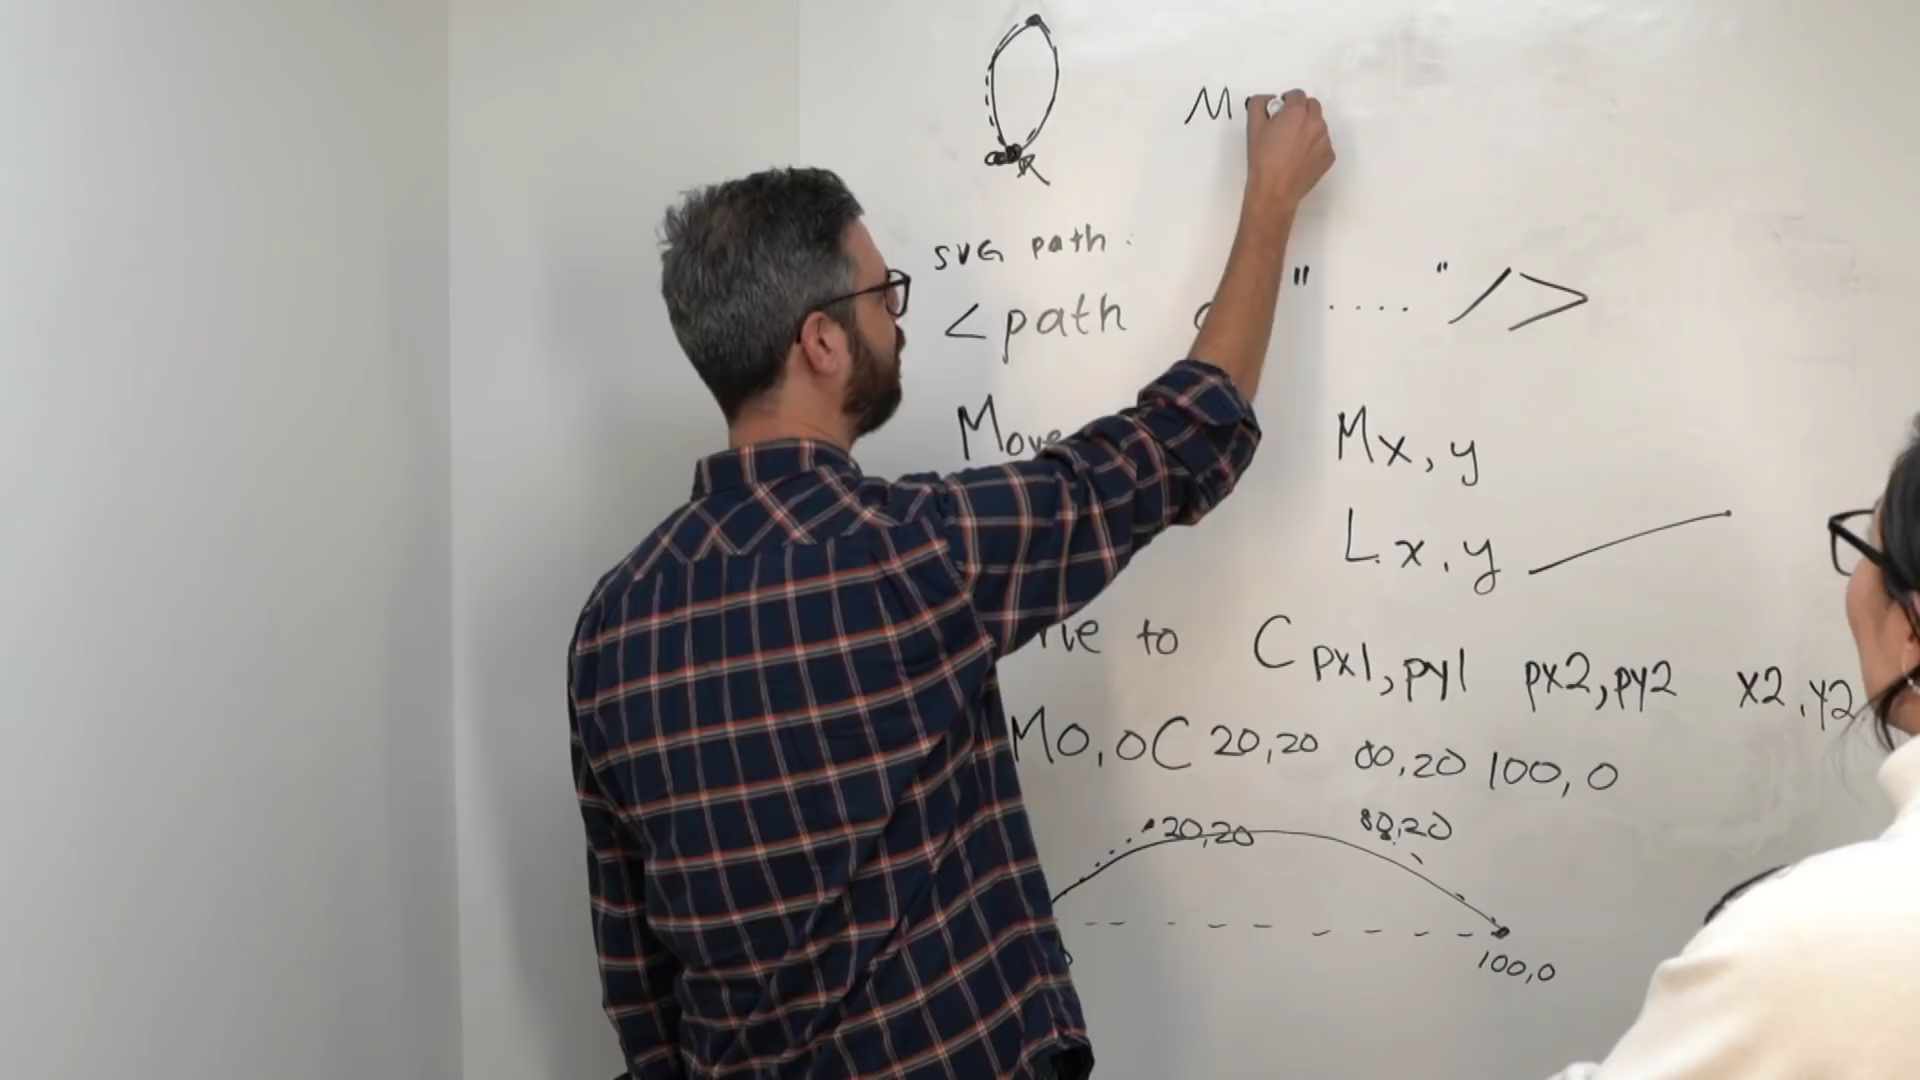 M
SVG path
<path " .... " />
Move Mx, y
L x, y
to C px1, py1 px2, py2 x2, y2
M0,0C 20,20 80,20 100,0
20,20 80,20
100,0